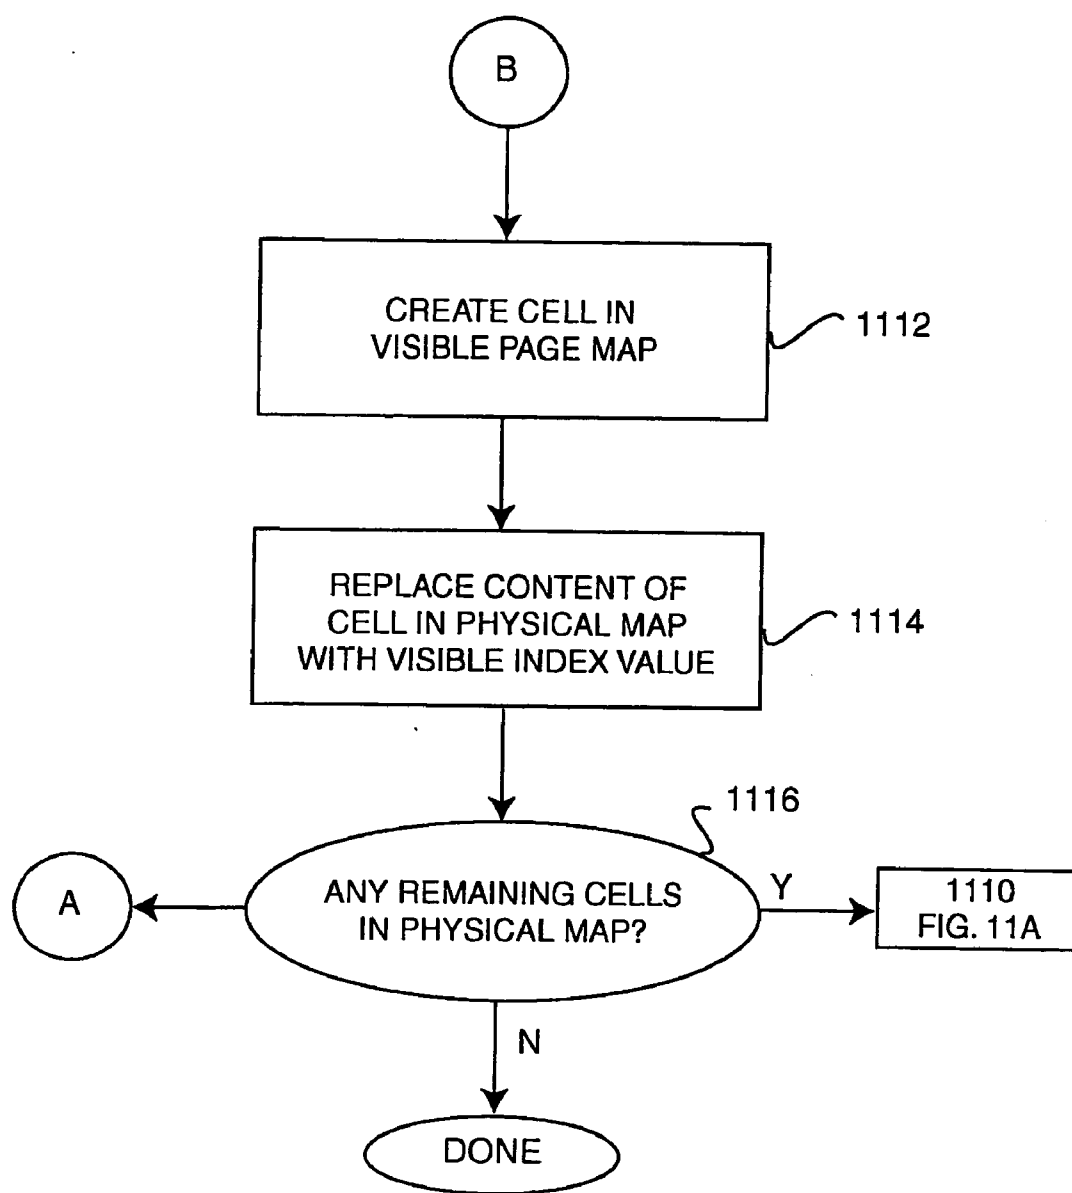 B
CREATE CELL IN
VISIBLE PAGE MAP
1112
REPLACE CONTENT OF
CELL IN PHYSICAL MAP
WITH VISIBLE INDEX VALUE
1114
1116
A
ANY REMAINING CELLS
IN PHYSICAL MAP?
Y
1110
FIG. 11A
N
DONE